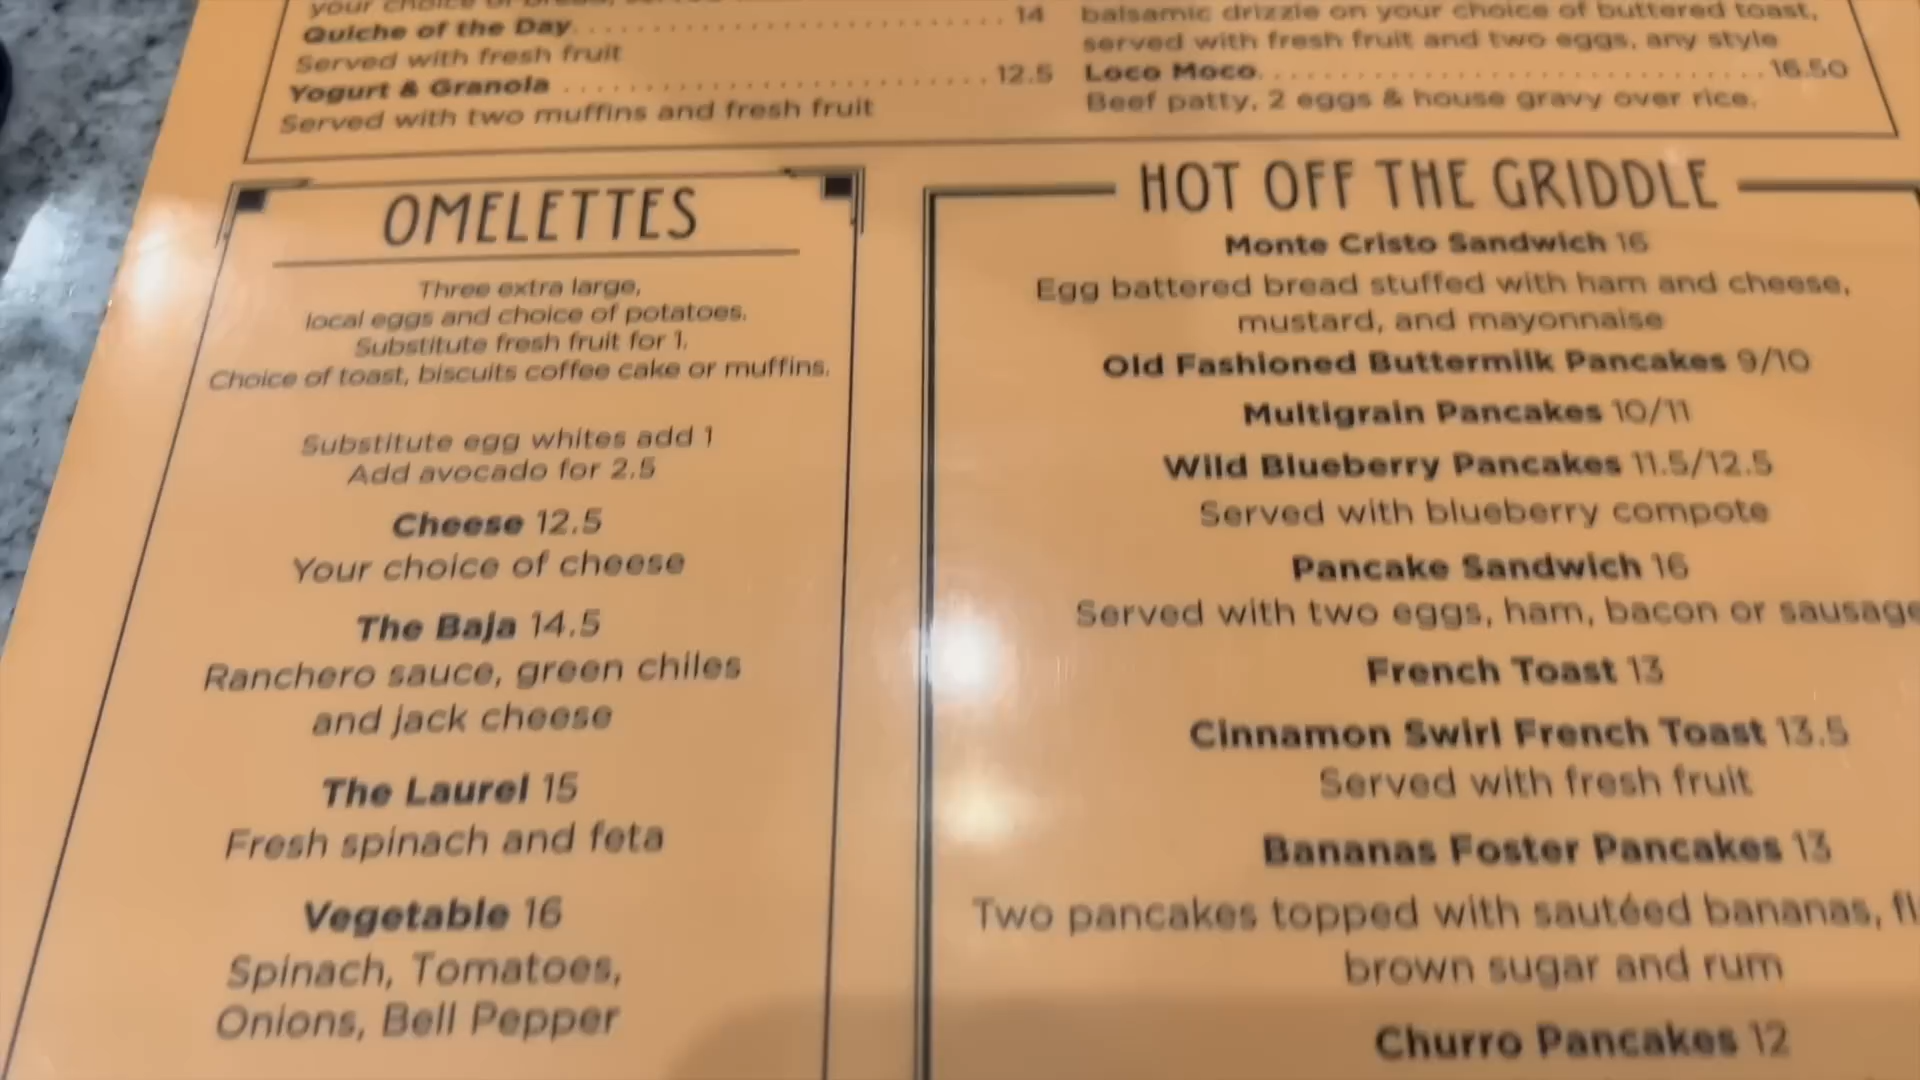 your choice of bread, served
Quiche of the Day 14
Served with fresh fruit
Yogurt & Granola 12.5
Served with two muffins and fresh fruit
balsamic drizzle on your choice of buttered toast,
served with fresh fruit and two eggs, any style
Loco Moco 16.50
Beef patty, 2 eggs & house gravy over rice.
OMELETTES
Three extra large,
local eggs and choice of potatoes.
Substitute fresh fruit for 1.
Choice of toast, biscuits coffee cake or muffins.
Substitute egg whites add 1
Add avocado for 2.5
Cheese 12.5
Your choice of cheese
The Baja 14.5
Ranchero sauce, green chiles
and jack cheese
The Laurel 15
Fresh spinach and feta
Vegetable 16
Spinach, Tomatoes,
Onions, Bell Pepper
HOT OFF THE GRIDDLE
Monte Cristo Sandwich 16
Egg battered bread stuffed with ham and cheese,
mustard, and mayonnaise
Old Fashioned Buttermilk Pancakes 9/10
Multigrain Pancakes 10/11
Wild Blueberry Pancakes 11.5/12.5
Served with blueberry compote
Pancake Sandwich 16
Served with two eggs, ham, bacon or sausage
French Toast 13
Cinnamon Swirl French Toast 13.5
Served with fresh fruit
Bananas Foster Pancakes 13
Two pancakes topped with sautéed bananas,
brown sugar and rum
Churro Pancakes 12